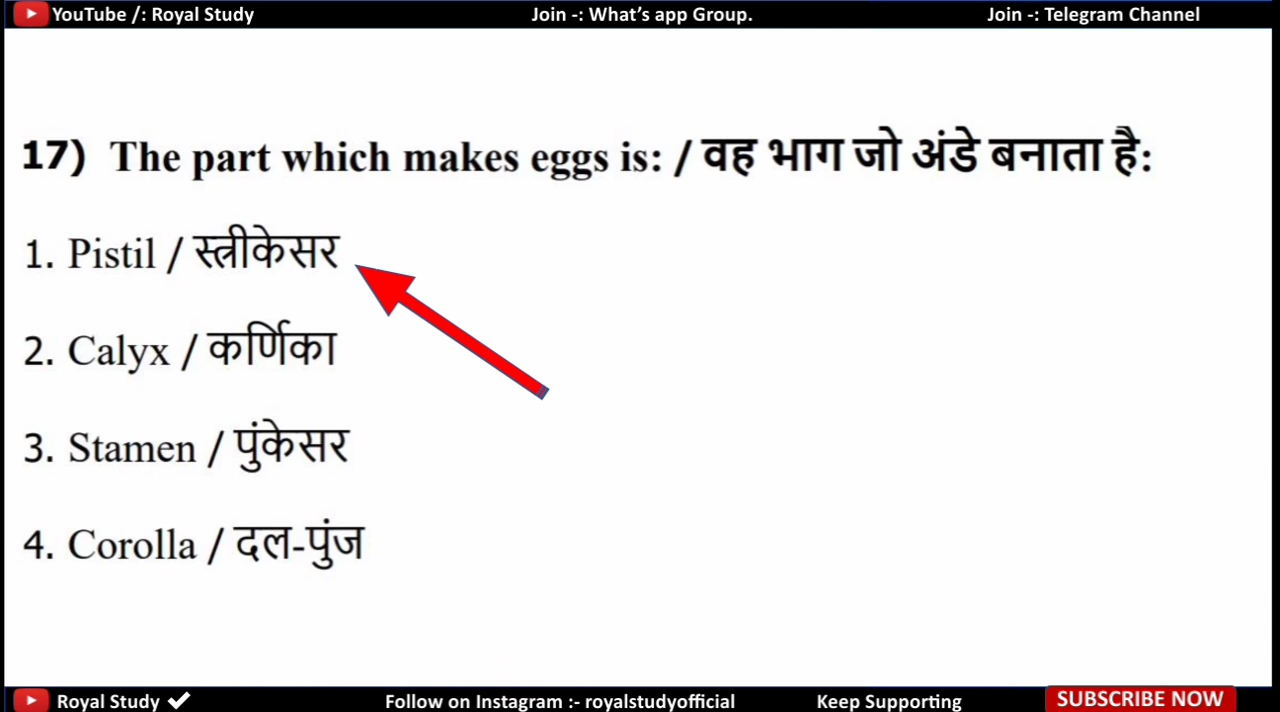 YouTube /: Royal Study Join -: What’s app Group. Join -: Telegram Channel
17) The part which makes eggs is: / वह भाग जो अंडे बनाता है:
1. Pistil / स्त्रीकेसर
2. Calyx / कर्णिका
3. Stamen / पुंकेसर
4. Corolla / दल-पुंज
Royal Study Follow on Instagram :- royalstudyofficial Keep Supporting SUBSCRIBE NOW